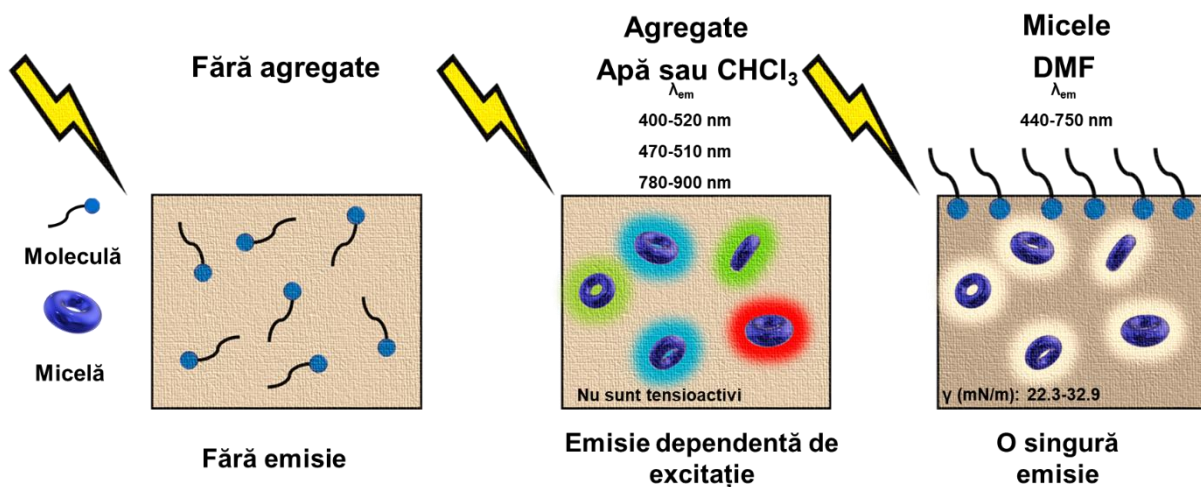 Fără agregate
Agregate
Apă sau CHCl₃
λem
400-520 nm
470-510 nm
780-900 nm
Micele
DMF
λem
440-750 nm
Moleculă
Micelă
Nu sunt tensioactivi
γ (mN/m): 22.3-32.9
Fără emisie
Emisie dependentă de
excitație
O singură
emisie